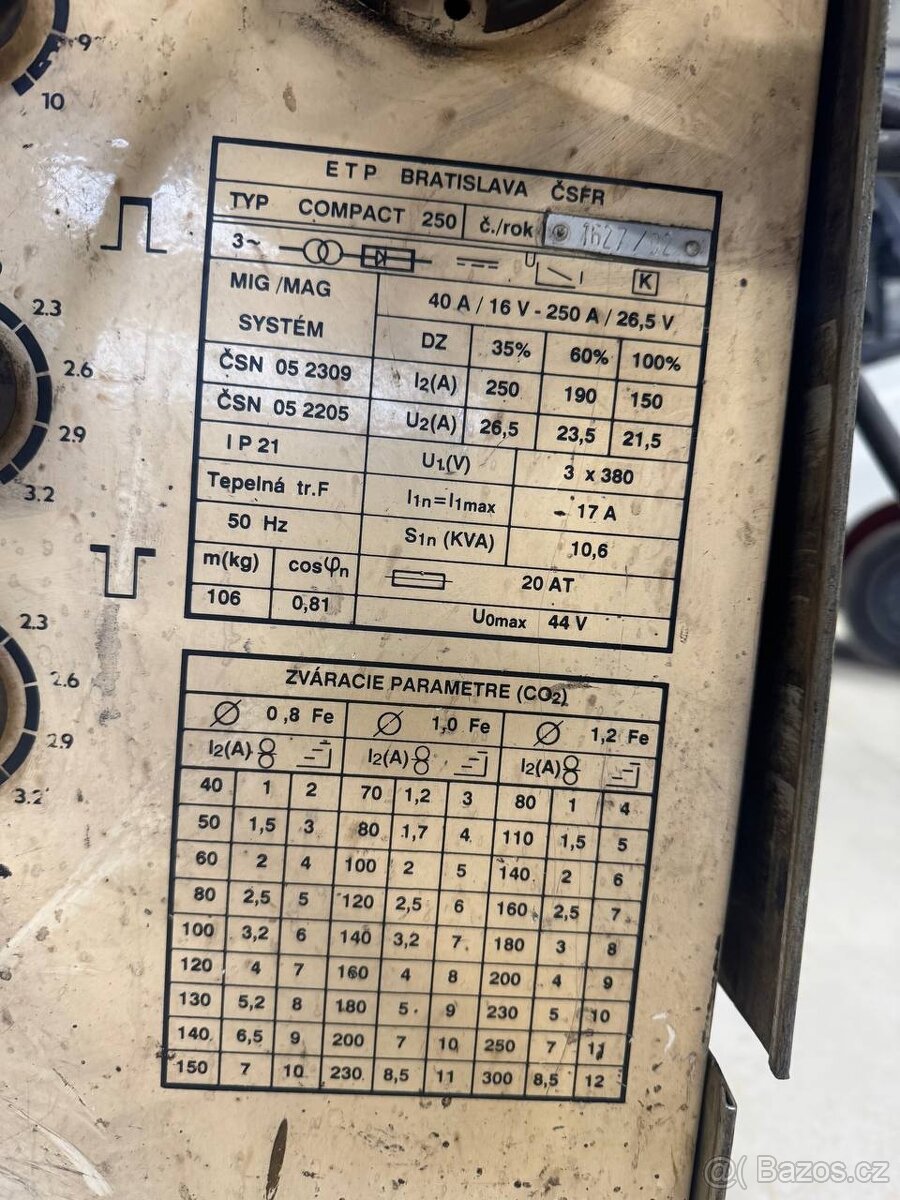 9
10
ETP BRATISLAVA ČSFR
TYP COMPACT 250 č./rok 1627/92
3~ U I K
MIG/MAG SYSTÉM 40 A / 16 V - 250 A / 26,5 V
DZ 35% 60% 100%
ČSN 05 2309 I2(A) 250 190 150
ČSN 05 2205 U2(A) 26,5 23,5 21,5
IP 21 U1(V) 3 x 380
Tepelná tr.F I1n=I1max 17 A
50 Hz S1n (KVA) 10,6
m(kg) cosφn 20 AT
106 0,81 U0max 44 V
2.3
2.6
2.9
3.2
2.3
2.6
2.9
3.2
ZVÁRACIE PARAMETRE (CO2)
Ø 0,8 Fe Ø 1,0 Fe Ø 1,2 Fe
I2(A) I2(A) I2(A)
40 1 2 70 1,2 3 80 1 4
50 1,5 3 80 1,7 4 110 1,5 5
60 2 4 100 2 5 140 2 6
80 2,5 5 120 2,5 6 160 2,5 7
100 3,2 6 140 3,2 7 180 3 8
120 4 7 160 4 8 200 4 9
130 5,2 8 180 5 9 230 5 10
140 6,5 9 200 7 10 250 7 11
150 7 10 230 8,5 11 300 8,5 12
Bazos.cz